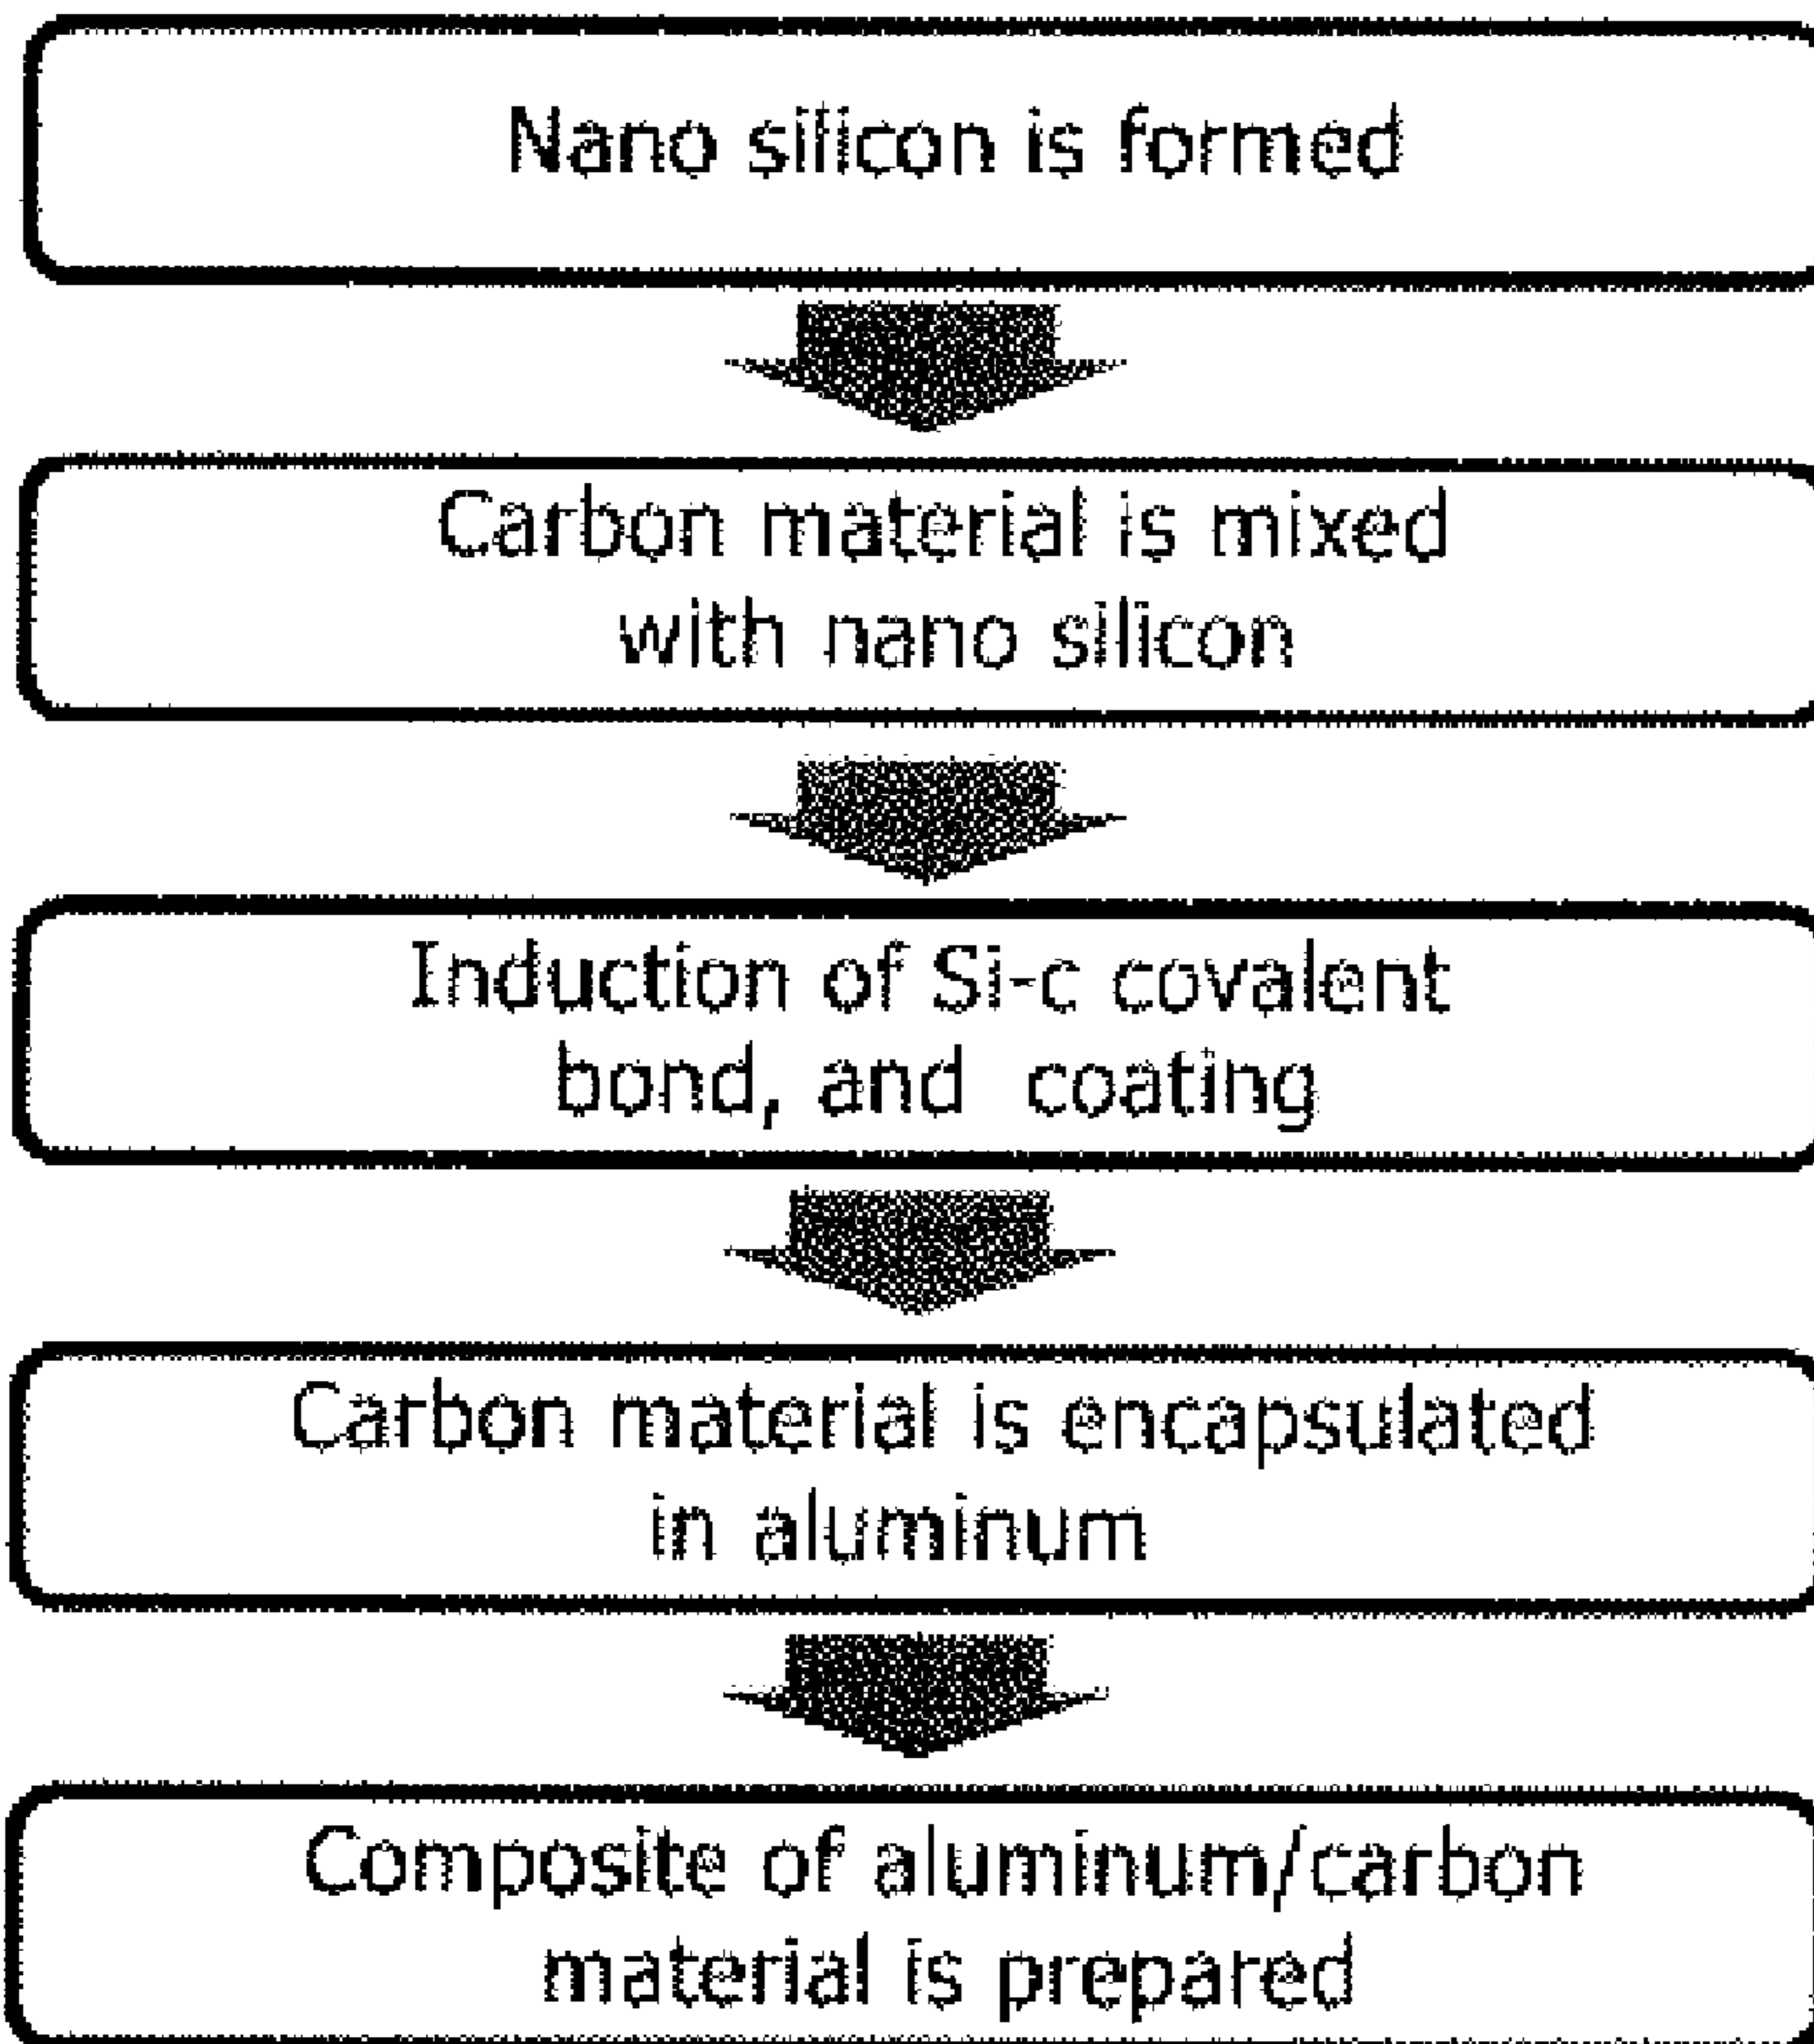 Nano silicon is formed
Carbon material is mixed
with nano silicon
Induction of Si-c covalent
bond, and coating
Carbon material is encapsulated
in aluminum
Composite of aluminum/carbon
material is prepared